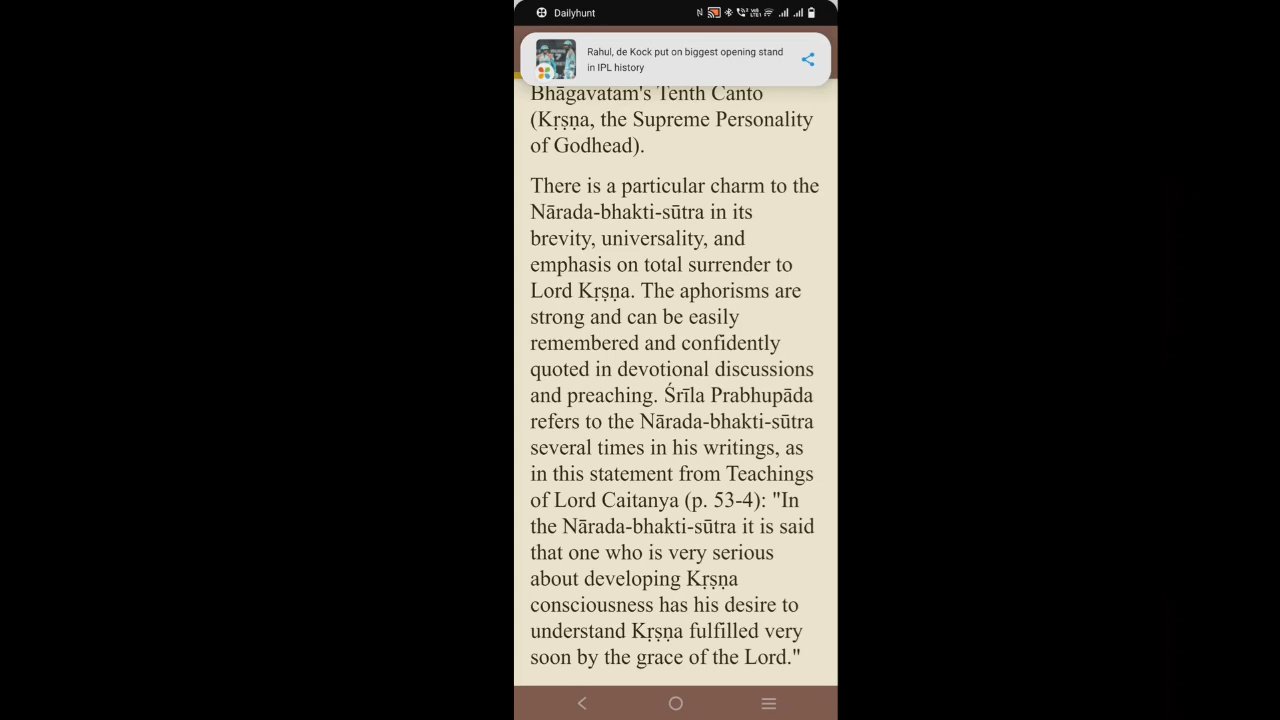 Dailyhunt
Rahul, de Kock put on biggest opening stand
in IPL history
Bhāgavatam's Tenth Canto
(Kṛṣṇa, the Supreme Personality
of Godhead).
There is a particular charm to the
Nārada-bhakti-sūtra in its
brevity, universality, and
emphasis on total surrender to
Lord Kṛṣṇa. The aphorisms are
strong and can be easily
remembered and confidently
quoted in devotional discussions
and preaching. Śrīla Prabhupāda
refers to the Nārada-bhakti-sūtra
several times in his writings, as
in this statement from Teachings
of Lord Caitanya (p. 53-4): "In
the Nārada-bhakti-sūtra it is said
that one who is very serious
about developing Kṛṣṇa
consciousness has his desire to
understand Kṛṣṇa fulfilled very
soon by the grace of the Lord."